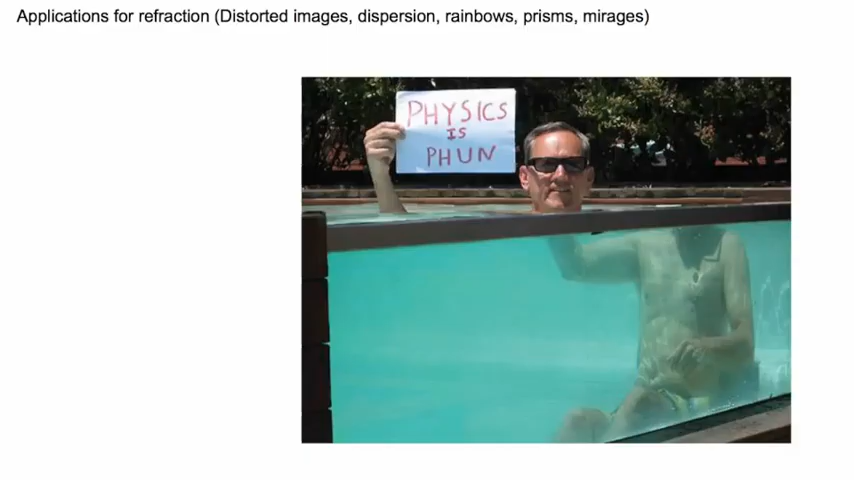 Applications for refraction (Distorted images, dispersion, rainbows, prisms, mirages)
PHYSICS
IS
PHUN